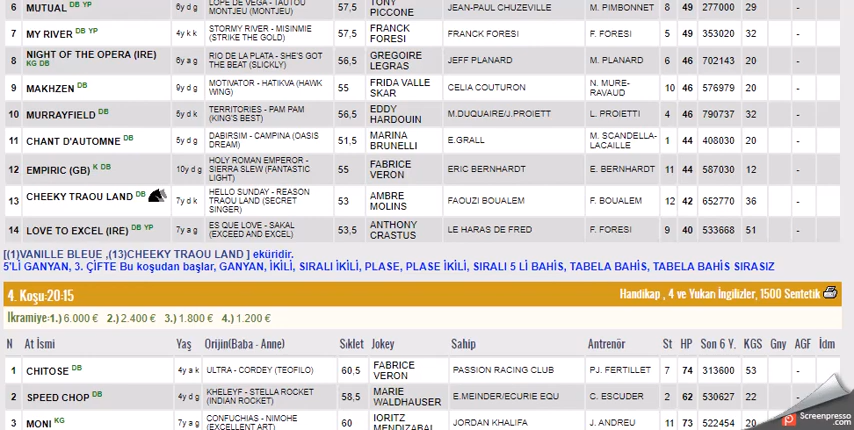 6 MUTUAL DB YP 6y d g LOPE DE VEGA - TAUTOU MONTJEU (MONTJEU) 57,5 TONY PICCONE JEAN-PAUL CHUZEVILLE M. PIMBONNET 8 49 277000 29 -
7 MY RIVER DB YP 4y k k STORMY RIVER - MISINMIE (STRIKE THE GOLD) 57,5 FRANCK FORESI FRANCK FORESI F. FORESI 5 49 353020 32 -
8 NIGHT OF THE OPERA (IRE) KG DB 6y a g RIO DE LA PLATA - SHE'S GOT THE BEAT (SLICKLY) 56,5 GREGOIRE LEGRAS JEFF PLANARD M. PLANARD 6 46 702143 20 -
9 MAKHZEN DB 9y d g MOTIVATOR - HATIKVA (HAWK WING) 55 FRIDA VALLE SKAR CELIA COUTURON N. MURE-RAVAUD 10 46 576979 20 -
10 MURRAYFIELD DB 5y d k TERRITORIES - PAM PAM (KING'S BEST) 56,5 EDDY HARDOUIN M.DUQUAIRE/J.PROIETT L. PROIETTI 4 46 790737 32 -
11 CHANT D'AUTOMNE DB 5y d g DABIRSIM - CAMPINA (OASIS DREAM) 51,5 MARINA BRUNELLI E.GRALL M. SCANDELLA-LACAILLE 1 44 408030 20 -
12 EMPIRIC (GB) K DB 10y d g HOLY ROMAN EMPEROR - SIERRA SLEW (FANTASTIC LIGHT) 55 FABRICE VERON ERIC BERNHARDT E. BERNHARDT 11 44 587030 12 -
13 CHEEKY TRAOU LAND DB 7y d k HELLO SUNDAY - REASON TRAOU LAND (SECRET SINGER) 53 AMBRE MOLINS FAOUZI BOUALEM F. BOUALEM 12 42 652770 36 -
14 LOVE TO EXCEL (IRE) DB YP 7y a g ES QUE LOVE - SAKAL (EXCEED AND EXCEL) 53,5 ANTHONY CRASTUS LE HARAS DE FRED F. FORESI 9 40 533668 51 -
[(1)VANILLE BLEUE ,(13)CHEEKY TRAOU LAND ] eküridir.
5'Lİ GANYAN, 3. ÇİFTE Bu koşudan başlar, GANYAN, İKİLİ, SIRALI İKİLİ, PLASE, PLASE İKİLİ, SIRALI 5 Lİ BAHİS, TABELA BAHİS, TABELA BAHİS SIRASIZ
4. Koşu-20:15 Handikap , 4 ve Yukarı İngilizler, 1500 Sentetik
İkramiye:1.) 6.000 € 2.) 2.400 € 3.) 1.800 € 4.) 1.200 €
N At İsmi Yaş Orijin(Baba - Anne) Sıklet Jokey Sahip Antrenör St HP Son 6 Y. KGS Gny AGF İdm
1 CHITOSE DB 4y a k ULTRA - CORDEY (TEOFILO) 60,5 FABRICE VERON PASSION RACING CLUB PJ. FERTILLET 7 74 313600 53 -
2 SPEED CHOP DB 4y d g KHELEYF - STELLA ROCKET (INDIAN ROCKET) 58,5 MARIE WALDHAUSER E.MEINDER/ECURIE EQU C. ESCUDER 2 62 530627 22 -
3 MONI KG 7y a g CONFUCHIAS - NIMOHE (EXCELLENT ART) 60 IORITZ MENDIZABAL JORDAN KHALIFA J. ANDREU 11 73 522454 20
Screenpresso.com